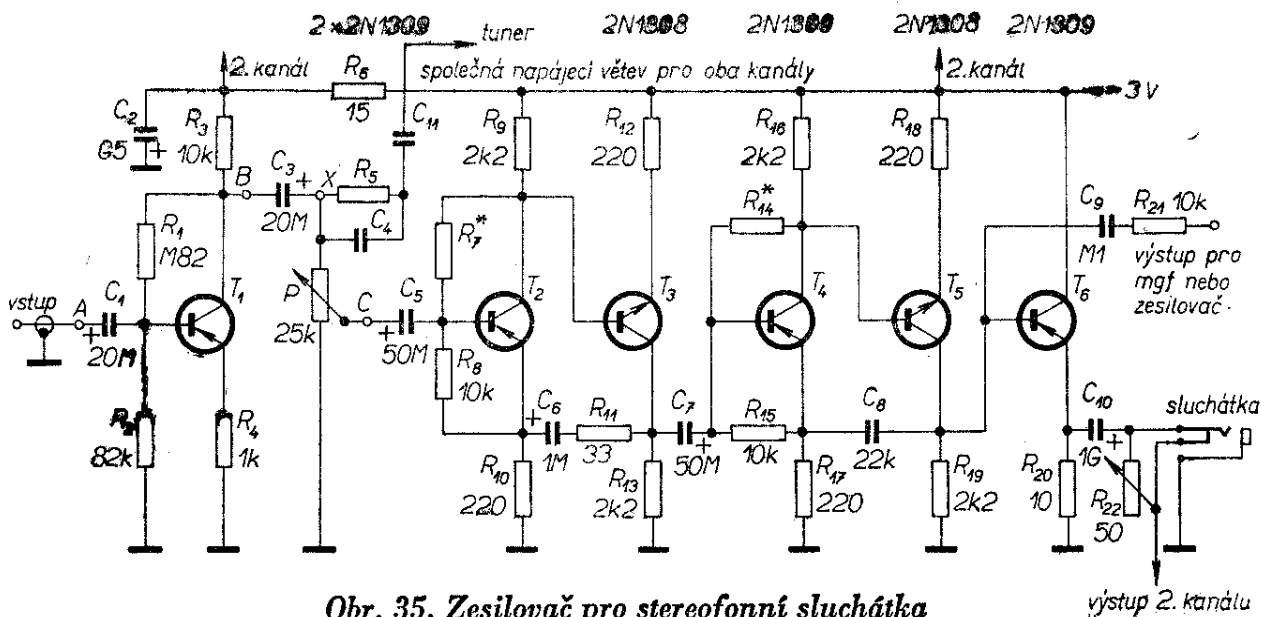 2×2N1309
tuner
2N1308
2N1309
2N1308
2N1309
2. kanál
R6
15
společná napájecí větev pro oba kanály
2. kanál
3V
C2
G5
+
R3
10k
C11
R9
2k2
R12
220
R16
2k2
R18
220
B
C3
+
20M
X
R5
C4
R1
M82
R7*
R14*
C9
M1
R21 10k
výstup pro
mgf nebo
zesilovač
vstup
A
C1
+
20M
T1
P
25k
C
C5
+
50M
T2
T3
T4
T5
T6
R8
10k
R2
82k
R4
1k
+
C6
1M
R11
33
C7
+
50M
R15
10k
C8
22k
C10
1G
+
sluchátka
R10
220
R13
2k2
R17
220
R19
2k2
R20
10
R22
50
Obr. 35. Zesilovač pro stereofonní sluchátka
výstup 2. kanálu